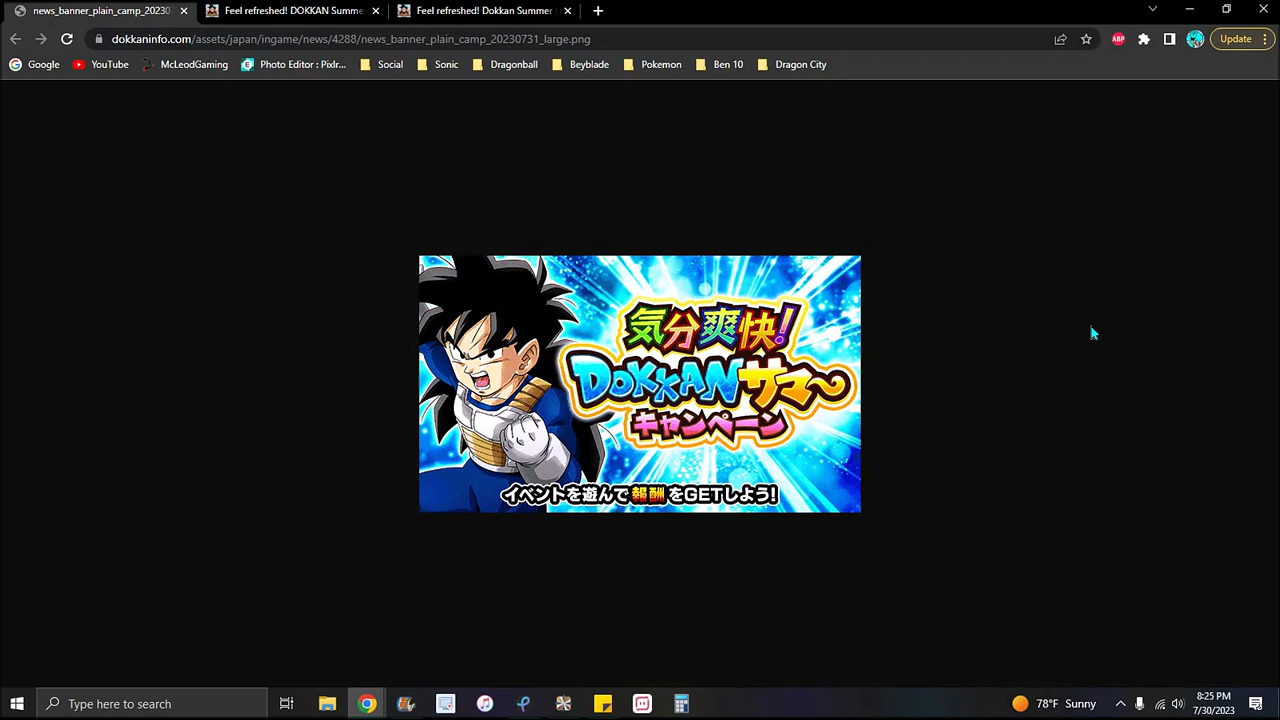 news_banner_plain_camp_20230
Feel refreshed! DOKKAN Summe
Feel refreshed! Dokkan Summer
dokkaninfo.com/assets/japan/ingame/news/4288/news_banner_plain_camp_20230731_large.png
ABP
Update
Google
YouTube
McLeodGaming
Photo Editor : Pixlr...
Social
Sonic
Dragonball
Beyblade
Pokemon
Ben 10
Dragon City
気分爽快!
DOKKANサマ〜
キャンペーン
イベントを遊んで報酬をGETしよう!
Type here to search
78°F Sunny
8:25 PM
7/30/2023